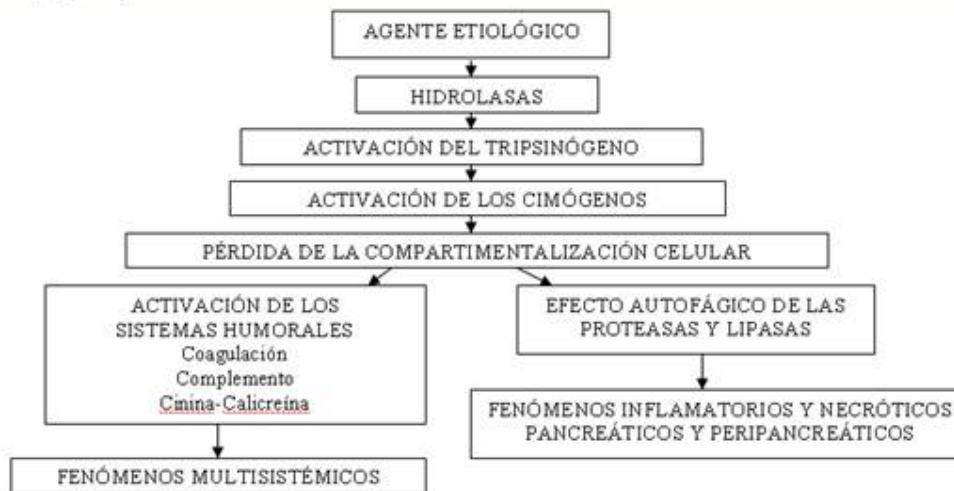 AGENTE ETIOLÓGICO
HIDROLASAS
ACTIVACIÓN DEL TRIPSINÓGENO
ACTIVACIÓN DE LOS CIMÓGENOS
PÉRDIDA DE LA COMPARTIMENTALIZACIÓN CELULAR
ACTIVACIÓN DE LOS
SISTEMAS HUMORALES
Coagulación
Complemento
Cinina-Calicreína
FENÓMENOS MULTISISTÉMICOS
EFECTO AUTOFÁGICO DE LAS
PROTEASAS Y LIPASAS
FENÓMENOS INFLAMATORIOS Y NECRÓTICOS
PANCREÁTICOS Y PERIPANCREÁTICOS